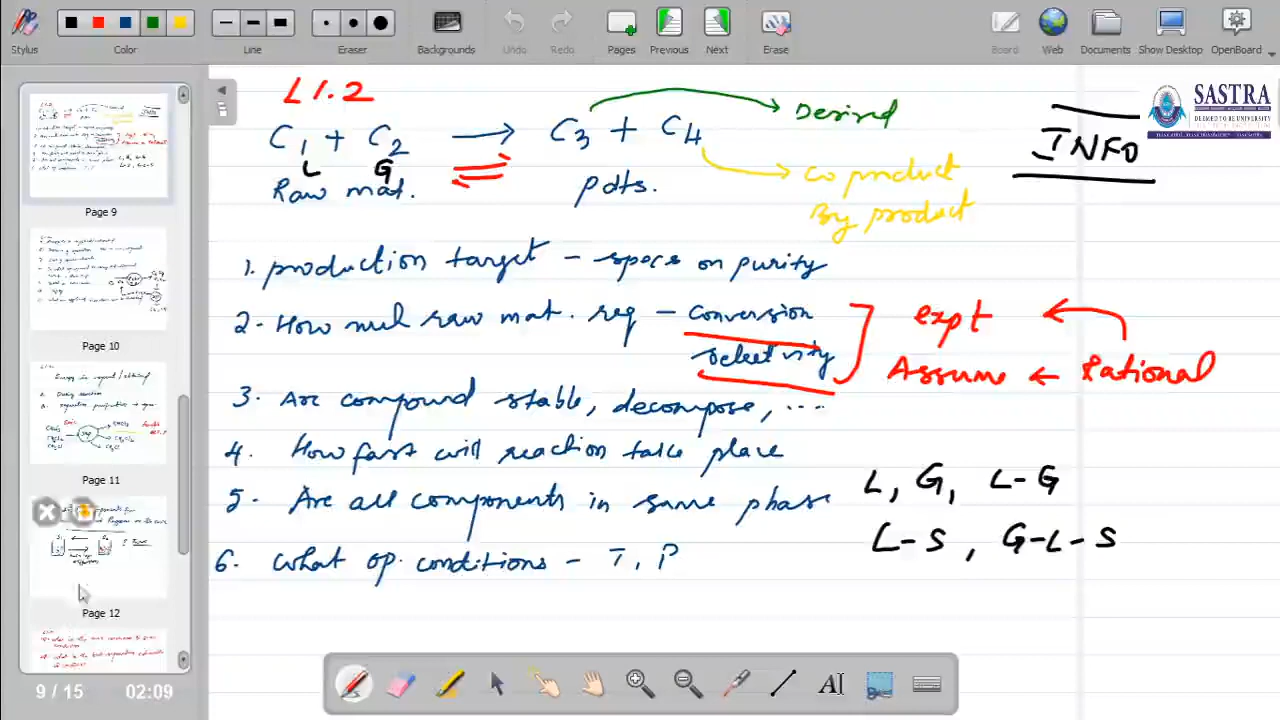 Stylus
Color
Line
Eraser
Backgrounds
Undo
Redo
Pages
Previous
Next
Erase
Board
Web
Documents
Show Desktop
OpenBoard
SASTRA
DEEMED TO BE UNIVERSITY
L1.2
C1 + C2 → C3 + C4
L G
Raw mat.
pdts.
Desired
Co product
By product
INFO
1. production target – specs on purity
2. How much raw mat. req – conversion
selectivity
expt
Assume ← Rational
3. Are compound stable, decompose, ....
4. How fast will reaction take place
5. Are all components in same phase
L, G, L-G
L-S, G-L-S
6. What op. conditions – T, P
Page 9
Page 10
Page 11
Page 12
9 / 15 02:09